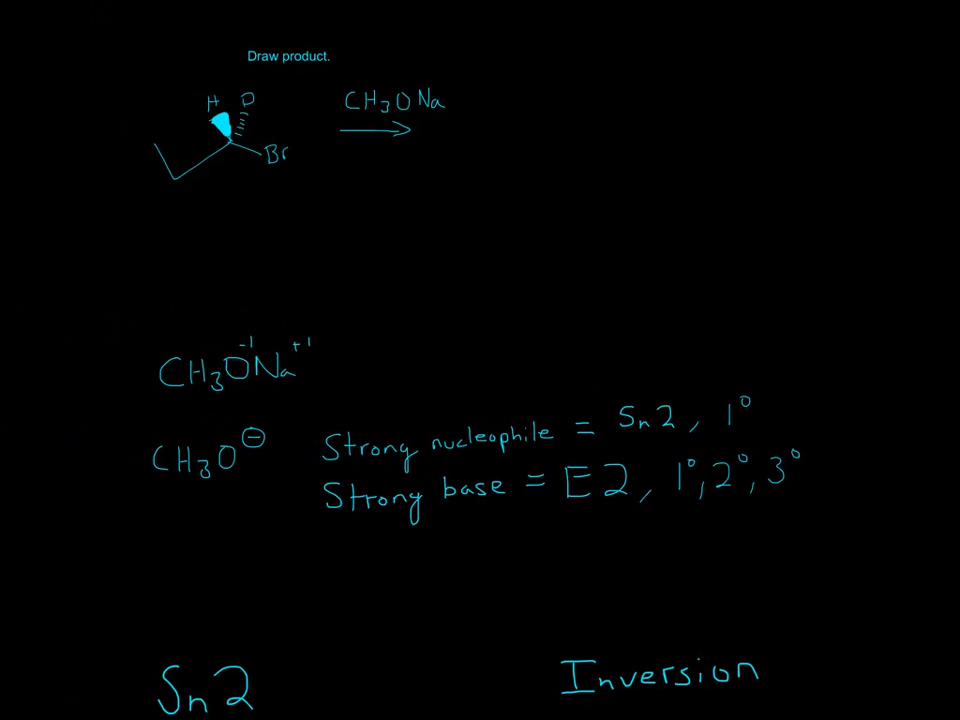 Draw product.
H D
CH3ONa
Br
CH3O-1Na+1
CH3O⊖ Strong nucleophile = Sn2, 1°
Strong base = E2, 1°, 2°, 3°
Sn2 Inversion